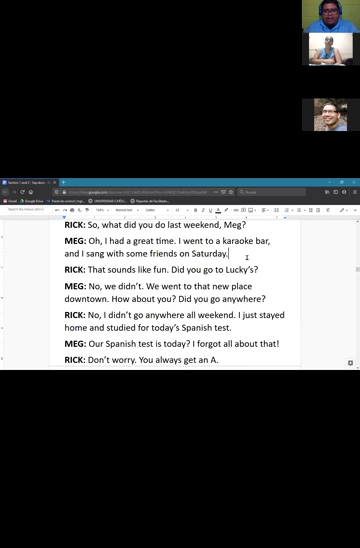 RICK: So, what did you do last weekend, Meg?
MEG: Oh, I had a great time. I went to a karaoke bar,
and I sang with some friends on Saturday.
RICK: That sounds like fun. Did you go to Lucky's?
MEG: No, we didn't. We went to that new place
downtown. How about you? Did you go anywhere?
RICK: No, I didn't go anywhere all weekend. I just stayed
home and studied for today's Spanish test.
MEG: Our Spanish test is today? I forgot all about that!
RICK: Don't worry. You always get an A.